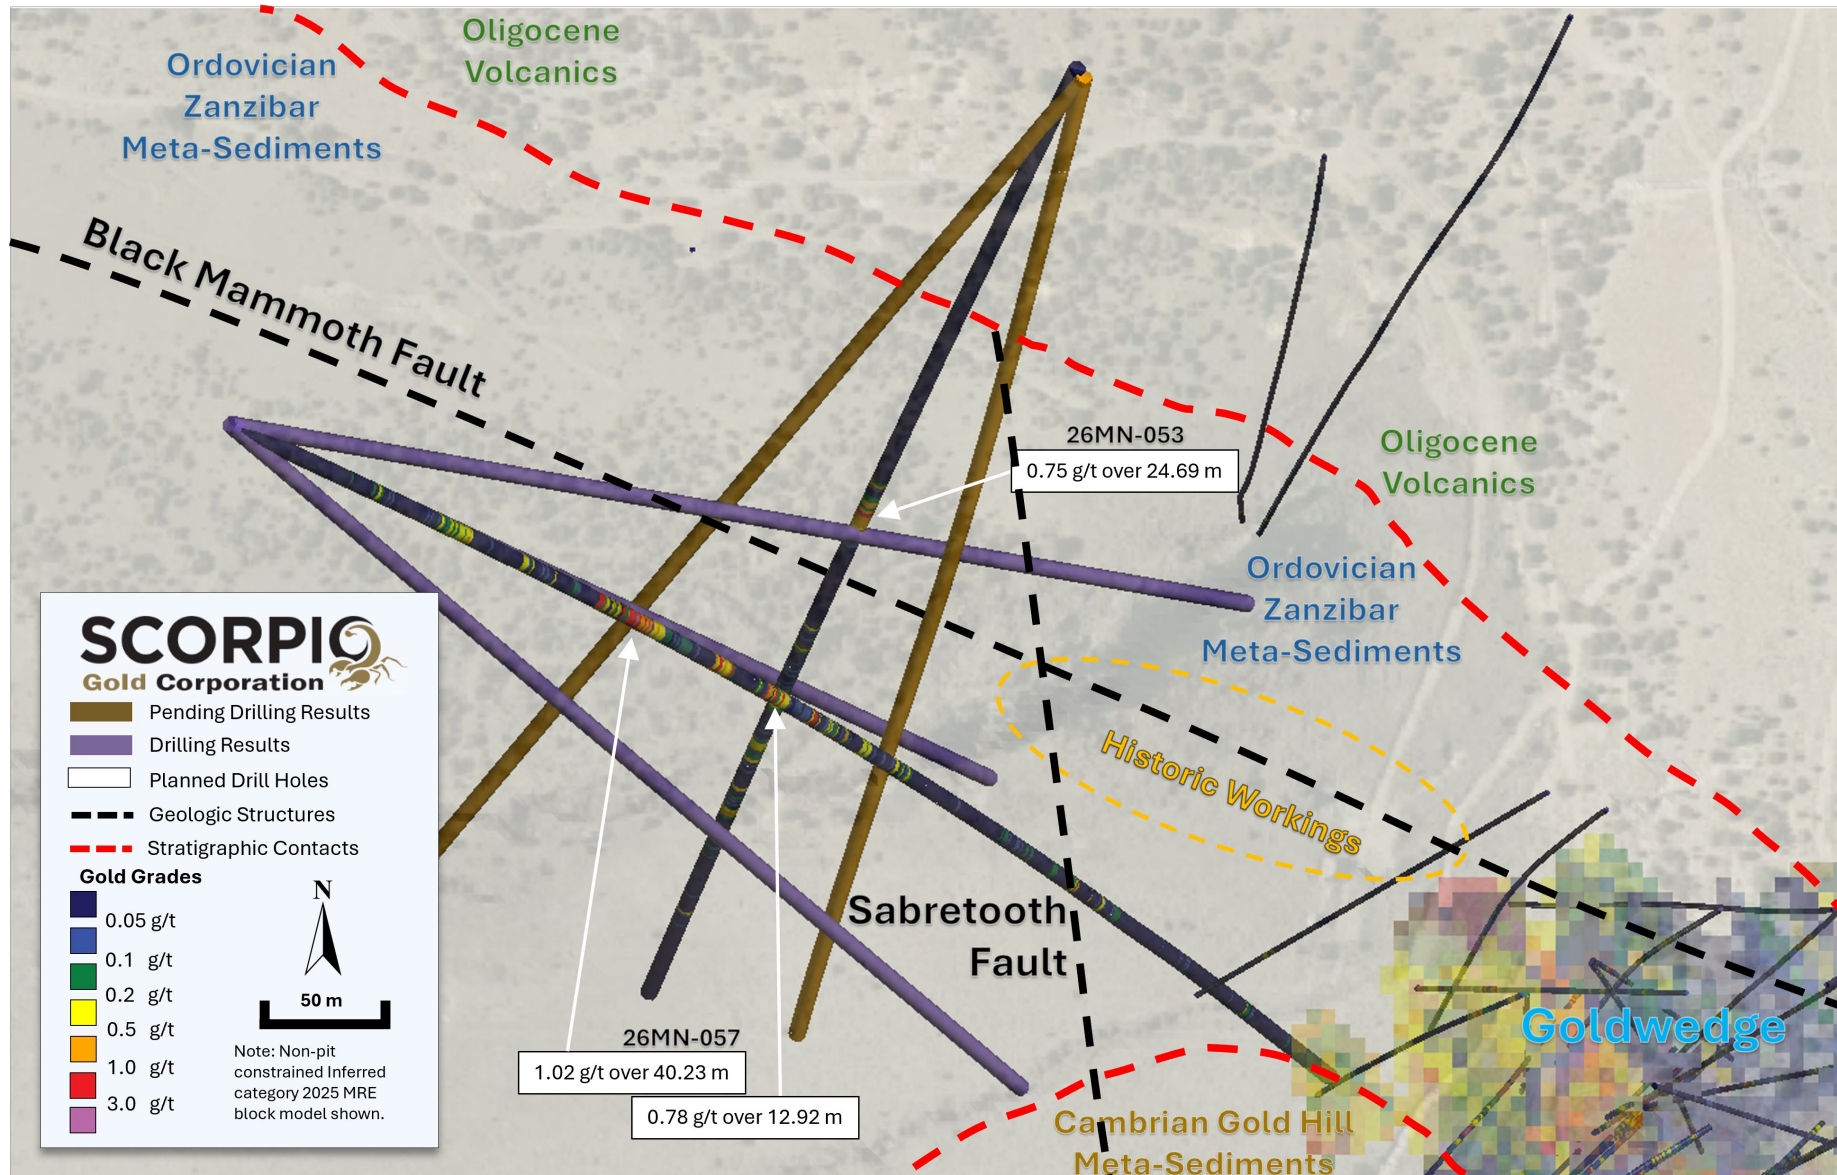 Oligocene
Volcanics
Ordovician
Zanzibar
Meta-Sediments
Black Mammoth Fault
26MN-053
0.75 g/t over 24.69 m
Oligocene
Volcanics
Ordovician
Zanzibar
Meta-Sediments
Historic Workings
Sabretooth
Fault
Goldwedge
26MN-057
1.02 g/t over 40.23 m
0.78 g/t over 12.92 m
Cambrian Gold Hill
Meta-Sediments
SCORPIO
Gold Corporation
Pending Drilling Results
Drilling Results
Planned Drill Holes
Geologic Structures
Stratigraphic Contacts
Gold Grades
0.05 g/t
0.1 g/t
0.2 g/t
0.5 g/t
1.0 g/t
3.0 g/t
N
50 m
Note: Non-pit
constrained Inferred
category 2025 MRE
block model shown.